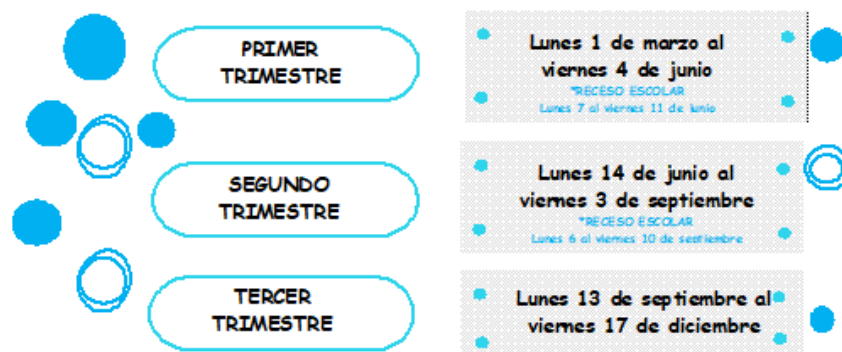 PRIMER
TRIMESTRE
Lunes 1 de marzo al
viernes 4 de junio
*RECESO ESCOLAR
Lunes 7 al viernes 11 de junio
SEGUNDO
TRIMESTRE
Lunes 14 de junio al
viernes 3 de septiembre
*RECESO ESCOLAR
Lunes 6 al viernes 10 de septiembre
TERCER
TRIMESTRE
Lunes 13 de septiembre al
viernes 17 de diciembre